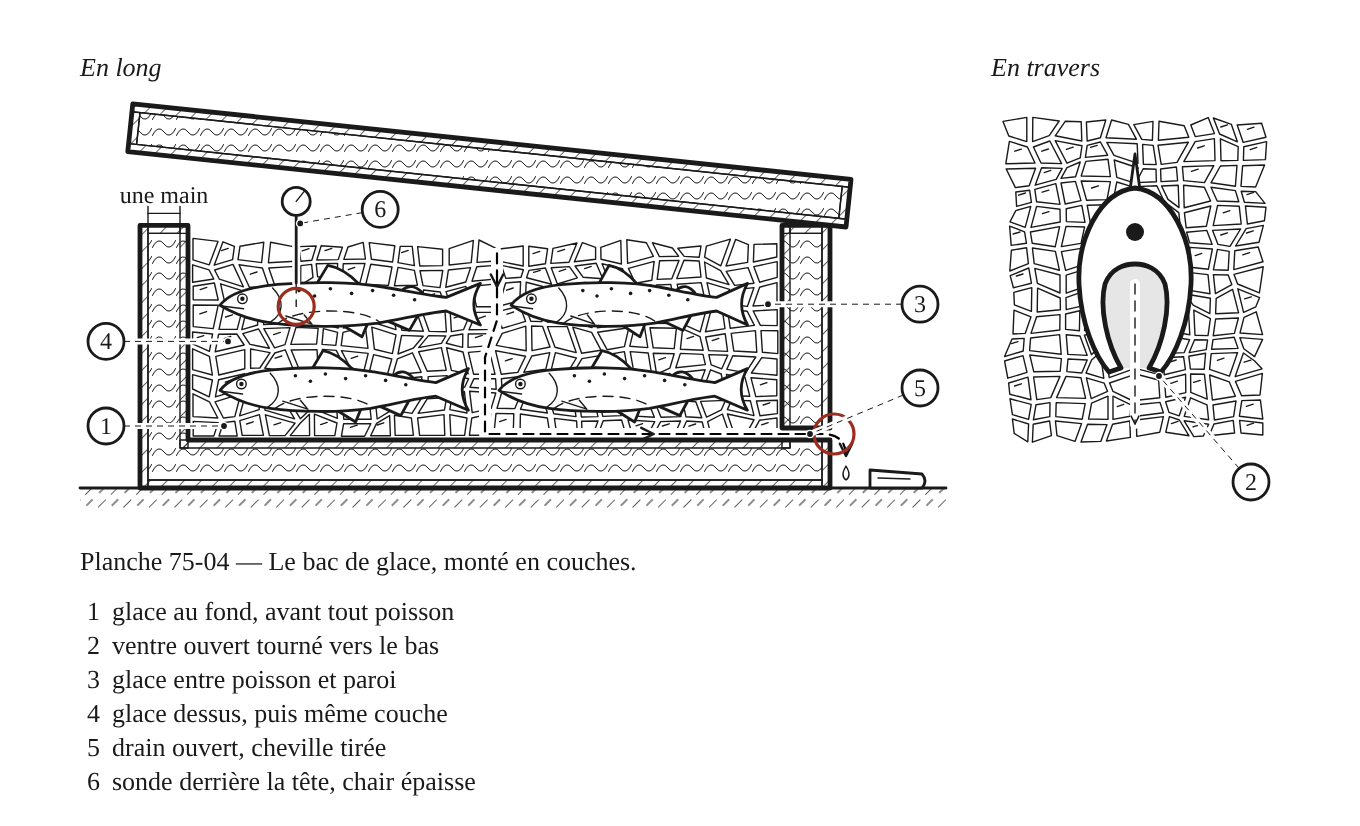 En long
En travers
une main
6
3
4
5
1
2
Planche 75-04 — Le bac de glace, monté en couches.
1 glace au fond, avant tout poisson
2 ventre ouvert tourné vers le bas
3 glace entre poisson et paroi
4 glace dessus, puis même couche
5 drain ouvert, cheville tirée
6 sonde derrière la tête, chair épaisse